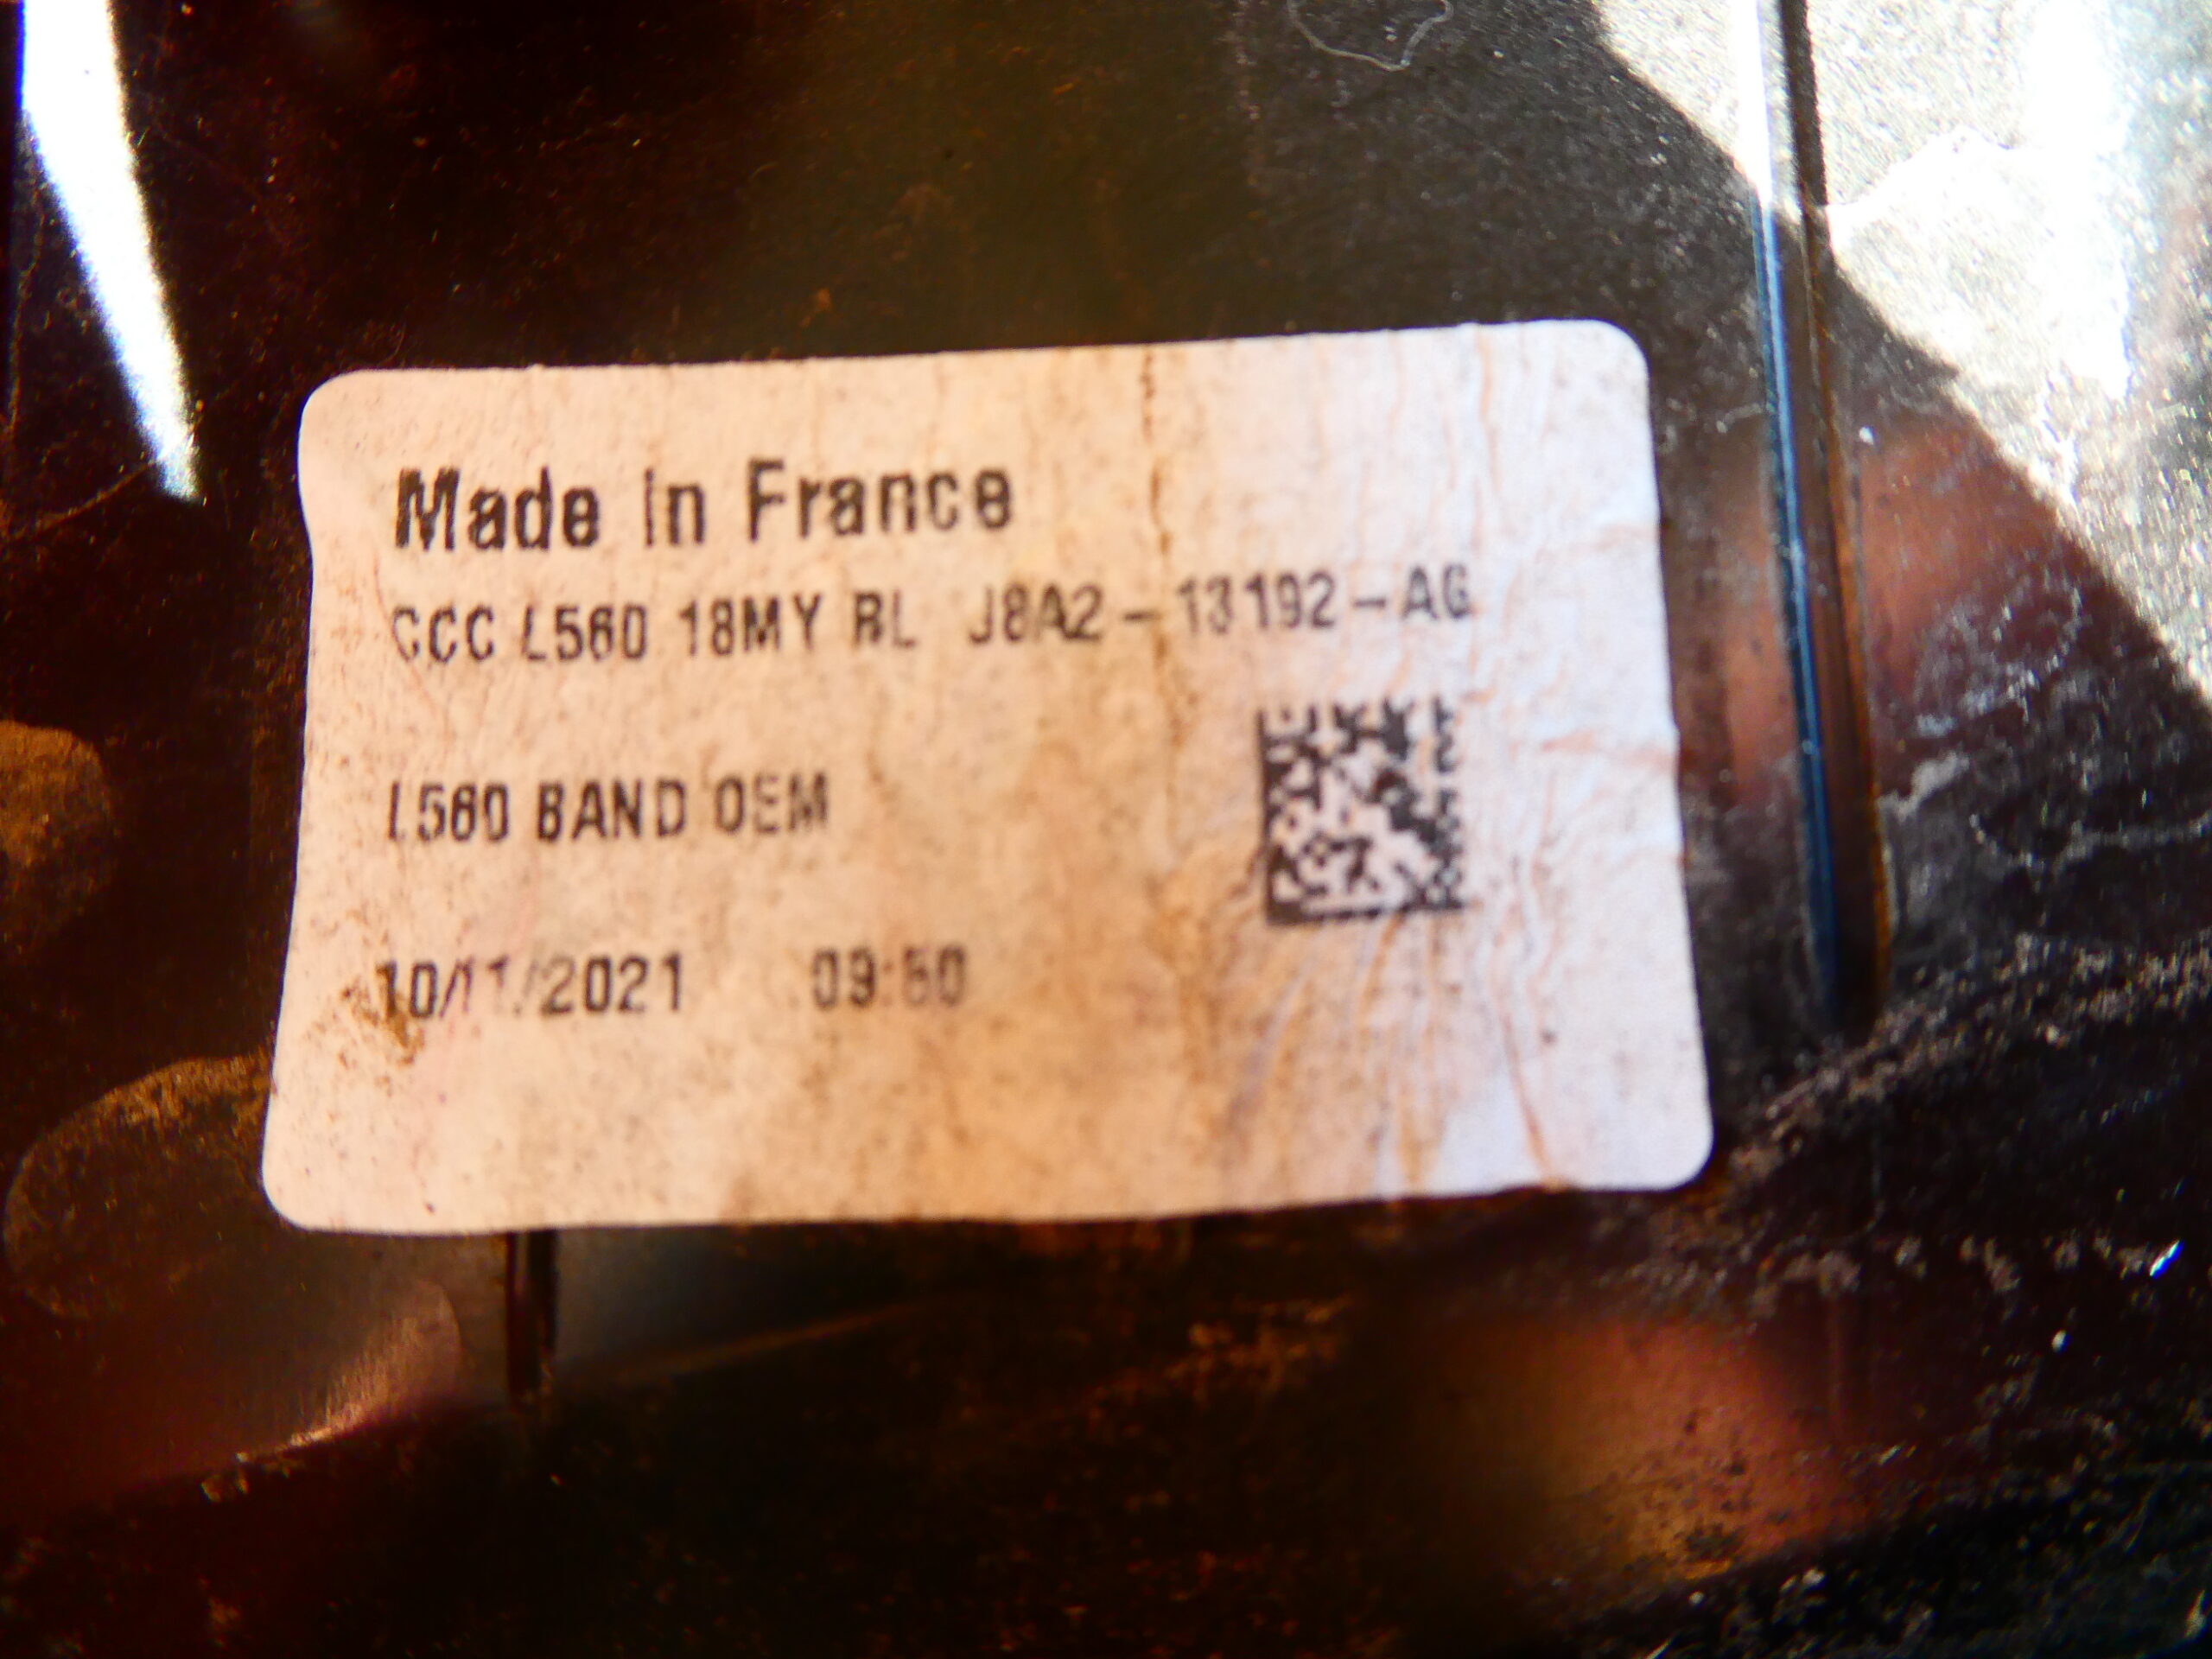 Made in France
CCC L560 18MY RL J8A2-13192-AG
L560 BAND OEM
10/11/2021 09:50